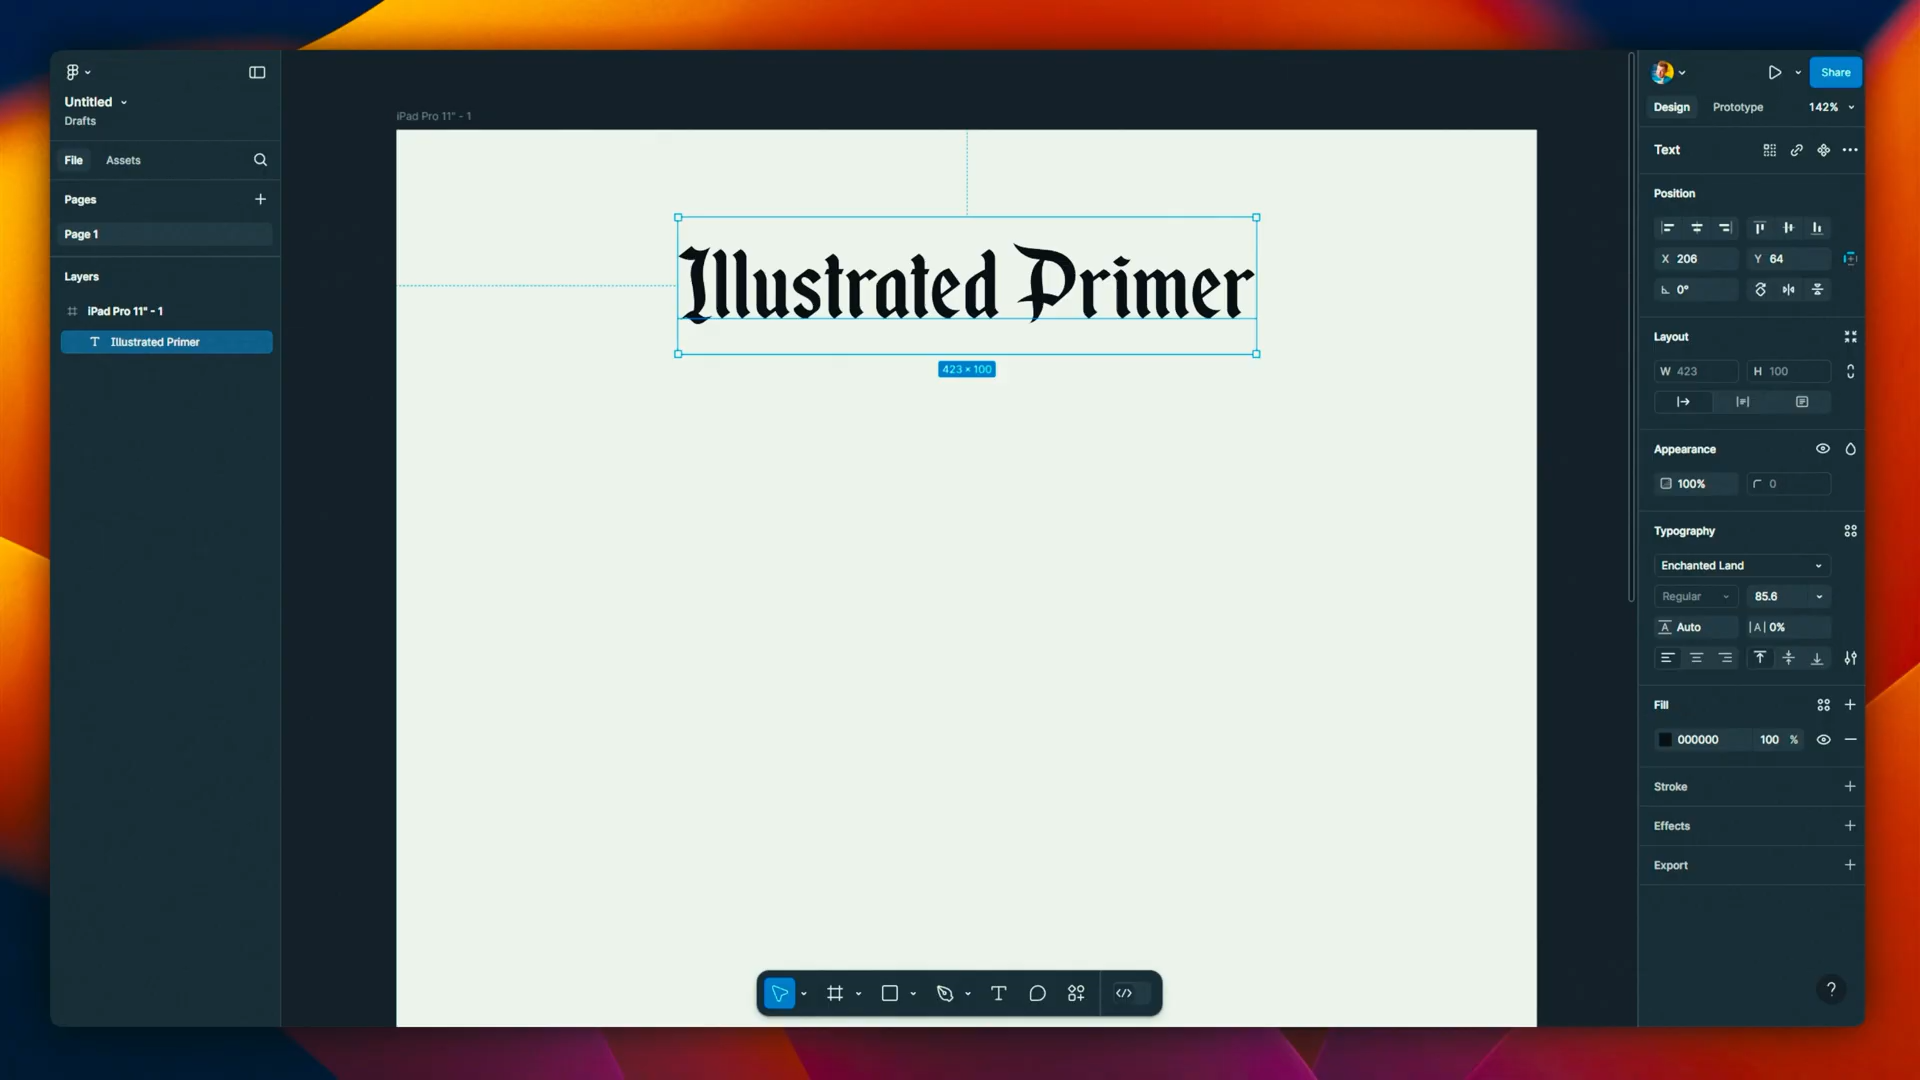 Untitled
Drafts
File
Assets
Pages
Page 1
Layers
iPad Pro 11" - 1
Illustrated Primer
iPad Pro 11" - 1
Illustrated Primer
423 × 100
Share
Design
Prototype
142%
Text
Position
X 206
Y 64
0°
Layout
W 423
H 100
Appearance
100%
0
Typography
Enchanted Land
Regular
85.6
A Auto
|A| 0%
Fill
000000
100 %
Stroke
Effects
Export
?